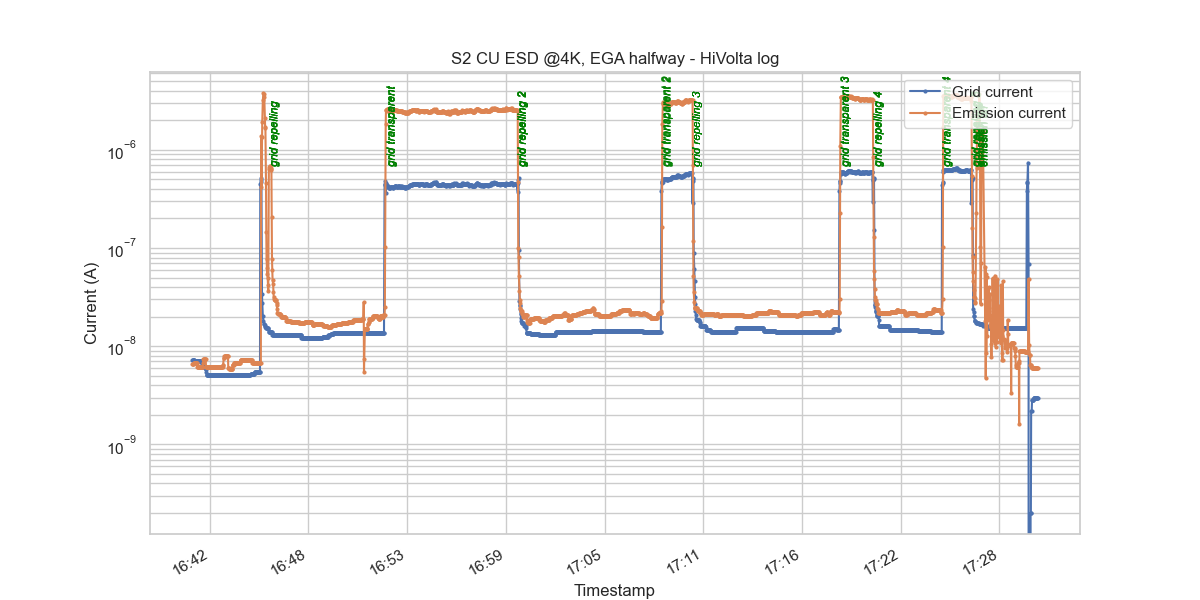 S2 CU ESD @4K, EGA halfway - HiVolta log
Grid current
Emission current
grid repelling
grid transparent
grid repelling 2
grid transparent 2
grid repelling 3
grid transparent 3
grid repelling 4
grid transparent 4
10⁻⁶
10⁻⁷
10⁻⁸
10⁻⁹
Current (A)
16:42
16:48
16:53
16:59
17:05
17:11
17:16
17:22
17:28
Timestamp